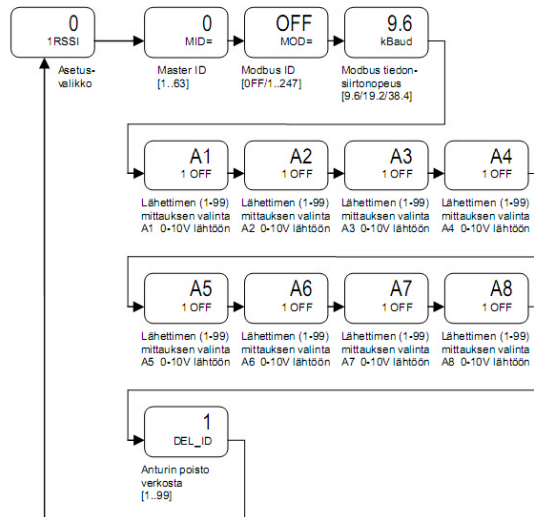 0
1RSSI
Asetus-
valikko
0
MID=
Master ID
[1..63]
OFF
MOD=
Modbus ID
[0FF/1..247]
9.6
kBaud
Modbus tiedon-
siirtonopeus
[9.6/19.2/38.4]
A1
1 OFF
Lähettimen (1-99)
mittauksen valinta
A1 0-10V lähtöön
A2
1 OFF
Lähettimen (1-99)
mittauksen valinta
A2 0-10V lähtöön
A3
1 OFF
Lähettimen (1-99)
mittauksen valinta
A3 0-10V lähtöön
A4
1 OFF
Lähettimen (1-99)
mittauksen valinta
A4 0-10V lähtöön
A5
1 OFF
Lähettimen (1-99)
mittauksen valinta
A5 0-10V lähtöön
A6
1 OFF
Lähettimen (1-99)
mittauksen valinta
A6 0-10V lähtöön
A7
1 OFF
Lähettimen (1-99)
mittauksen valinta
A7 0-10V lähtöön
A8
1 OFF
Lähettimen (1-99)
mittauksen valinta
A8 0-10V lähtöön
1
DEL_ID
Anturin poisto
verkosta
[1..99]